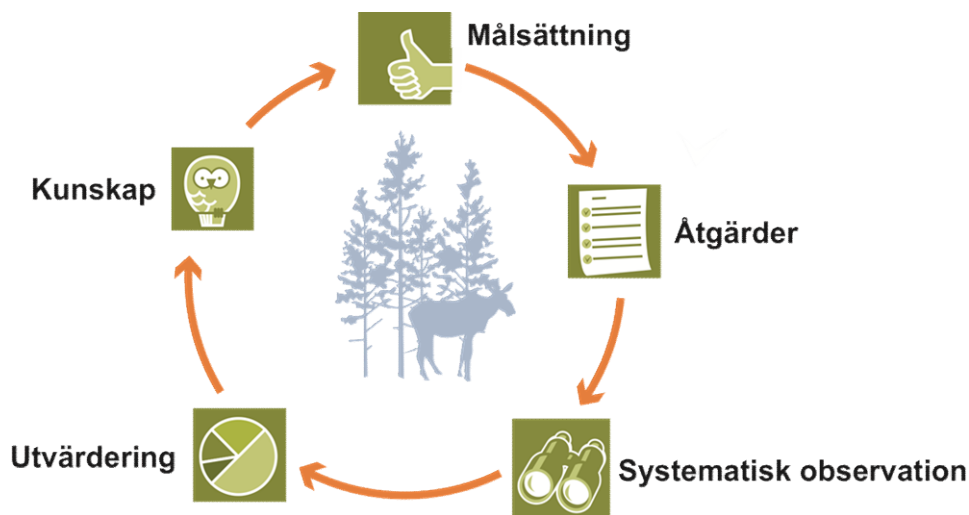 Målsättning
Kunskap
Åtgärder
Utvärdering
Systematisk observation